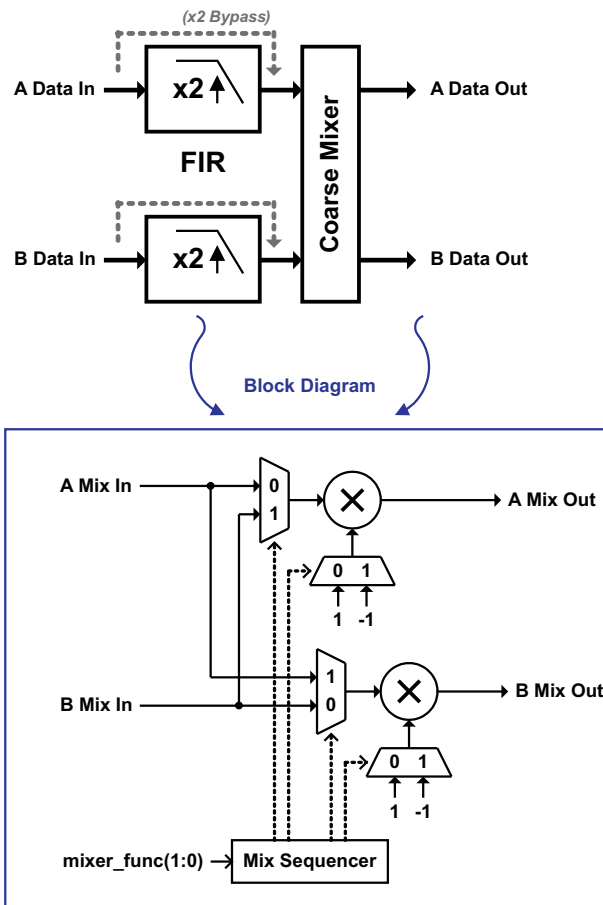 (x2 Bypass)
A Data In
x2
A Data Out
FIR
Coarse Mixer
B Data In
x2
B Data Out
Block Diagram
A Mix In
0
1
A Mix Out
0 1
1 -1
B Mix In
1
0
B Mix Out
0 1
1 -1
mixer_func(1:0)
Mix Sequencer